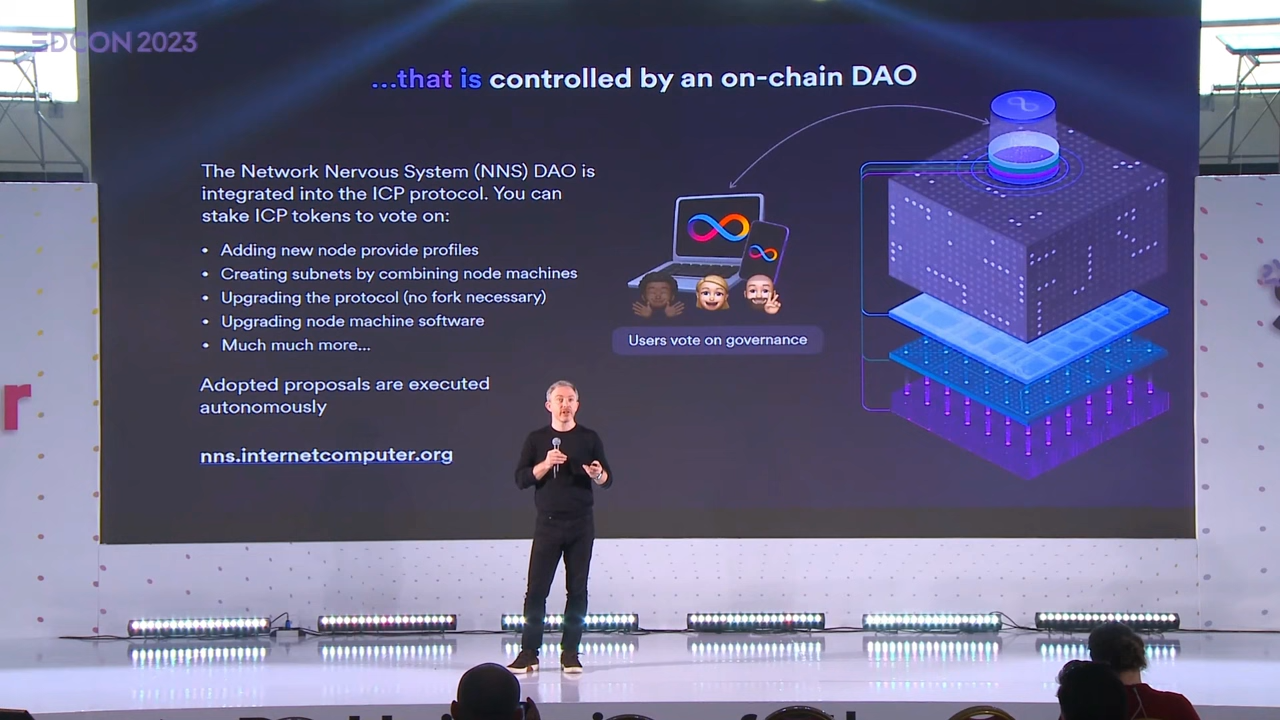 EDCON 2023
...that is controlled by an on-chain DAO
The Network Nervous System (NNS) DAO is
integrated into the ICP protocol. You can
stake ICP tokens to vote on:
• Adding new node provide profiles
• Creating subnets by combining node machines
• Upgrading the protocol (no fork necessary)
• Upgrading node machine software
• Much much more...
Adopted proposals are executed
autonomously
nns.internetcomputer.org
Users vote on governance
r